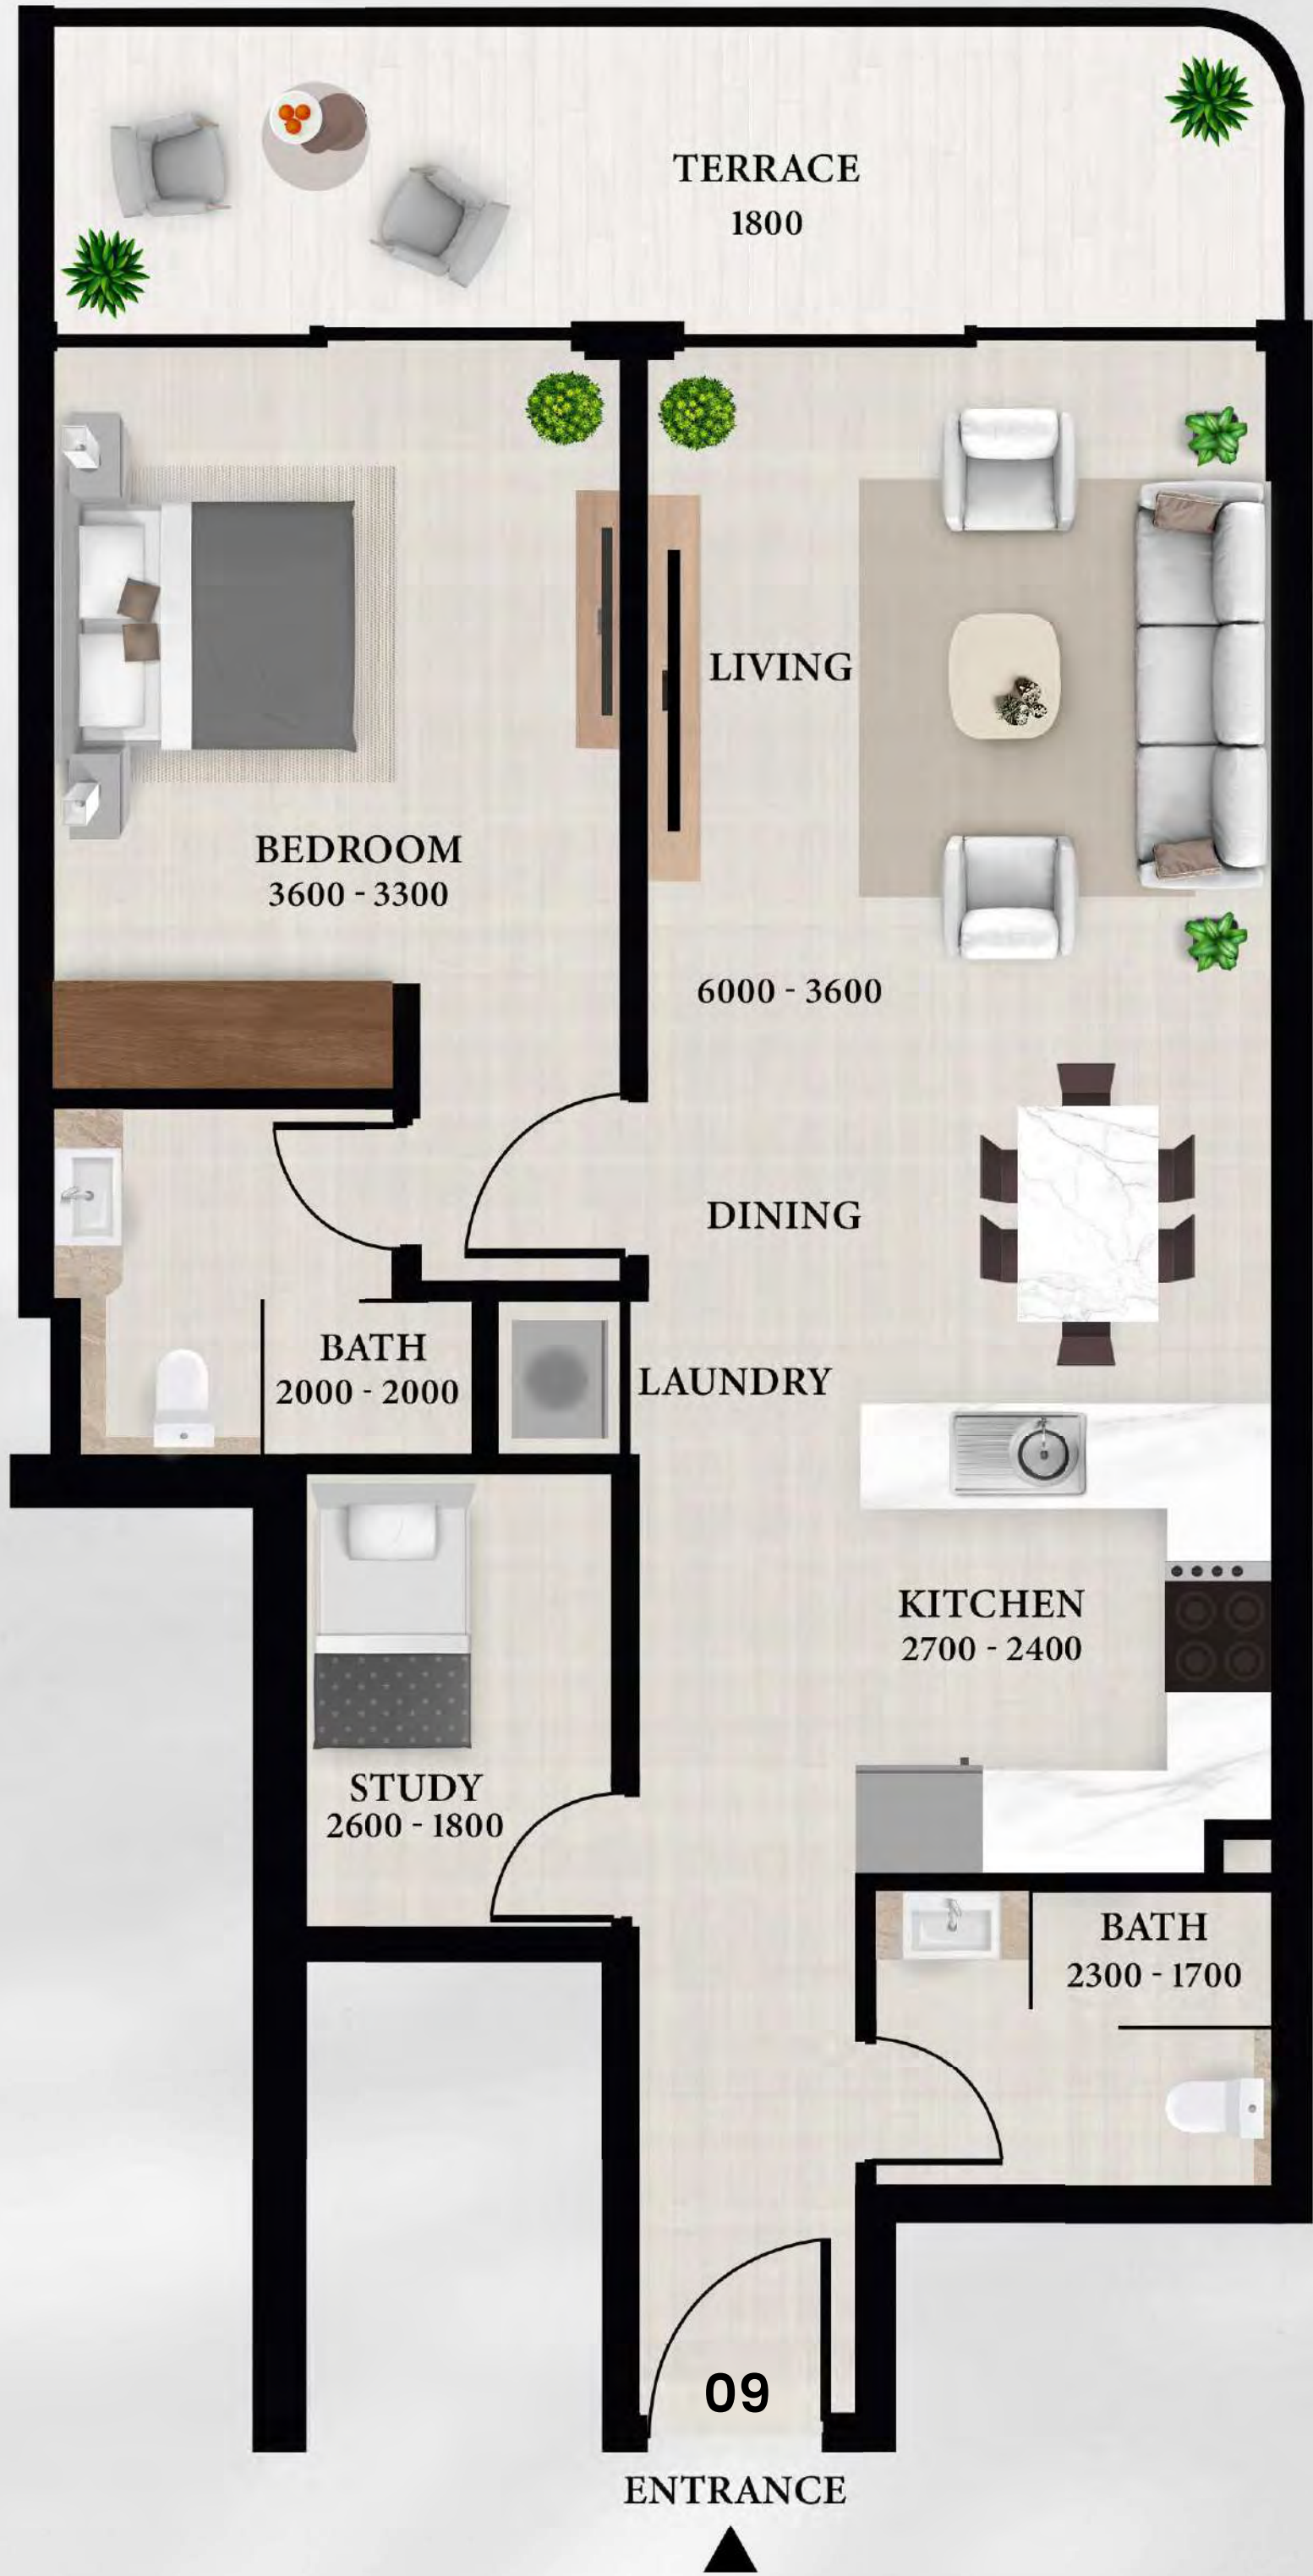 TERRACE
1800
LIVING
BEDROOM
3600 - 3300
6000 - 3600
DINING
BATH
2000 - 2000
LAUNDRY
KITCHEN
2700 - 2400
STUDY
2600 - 1800
BATH
2300 - 1700
09
ENTRANCE